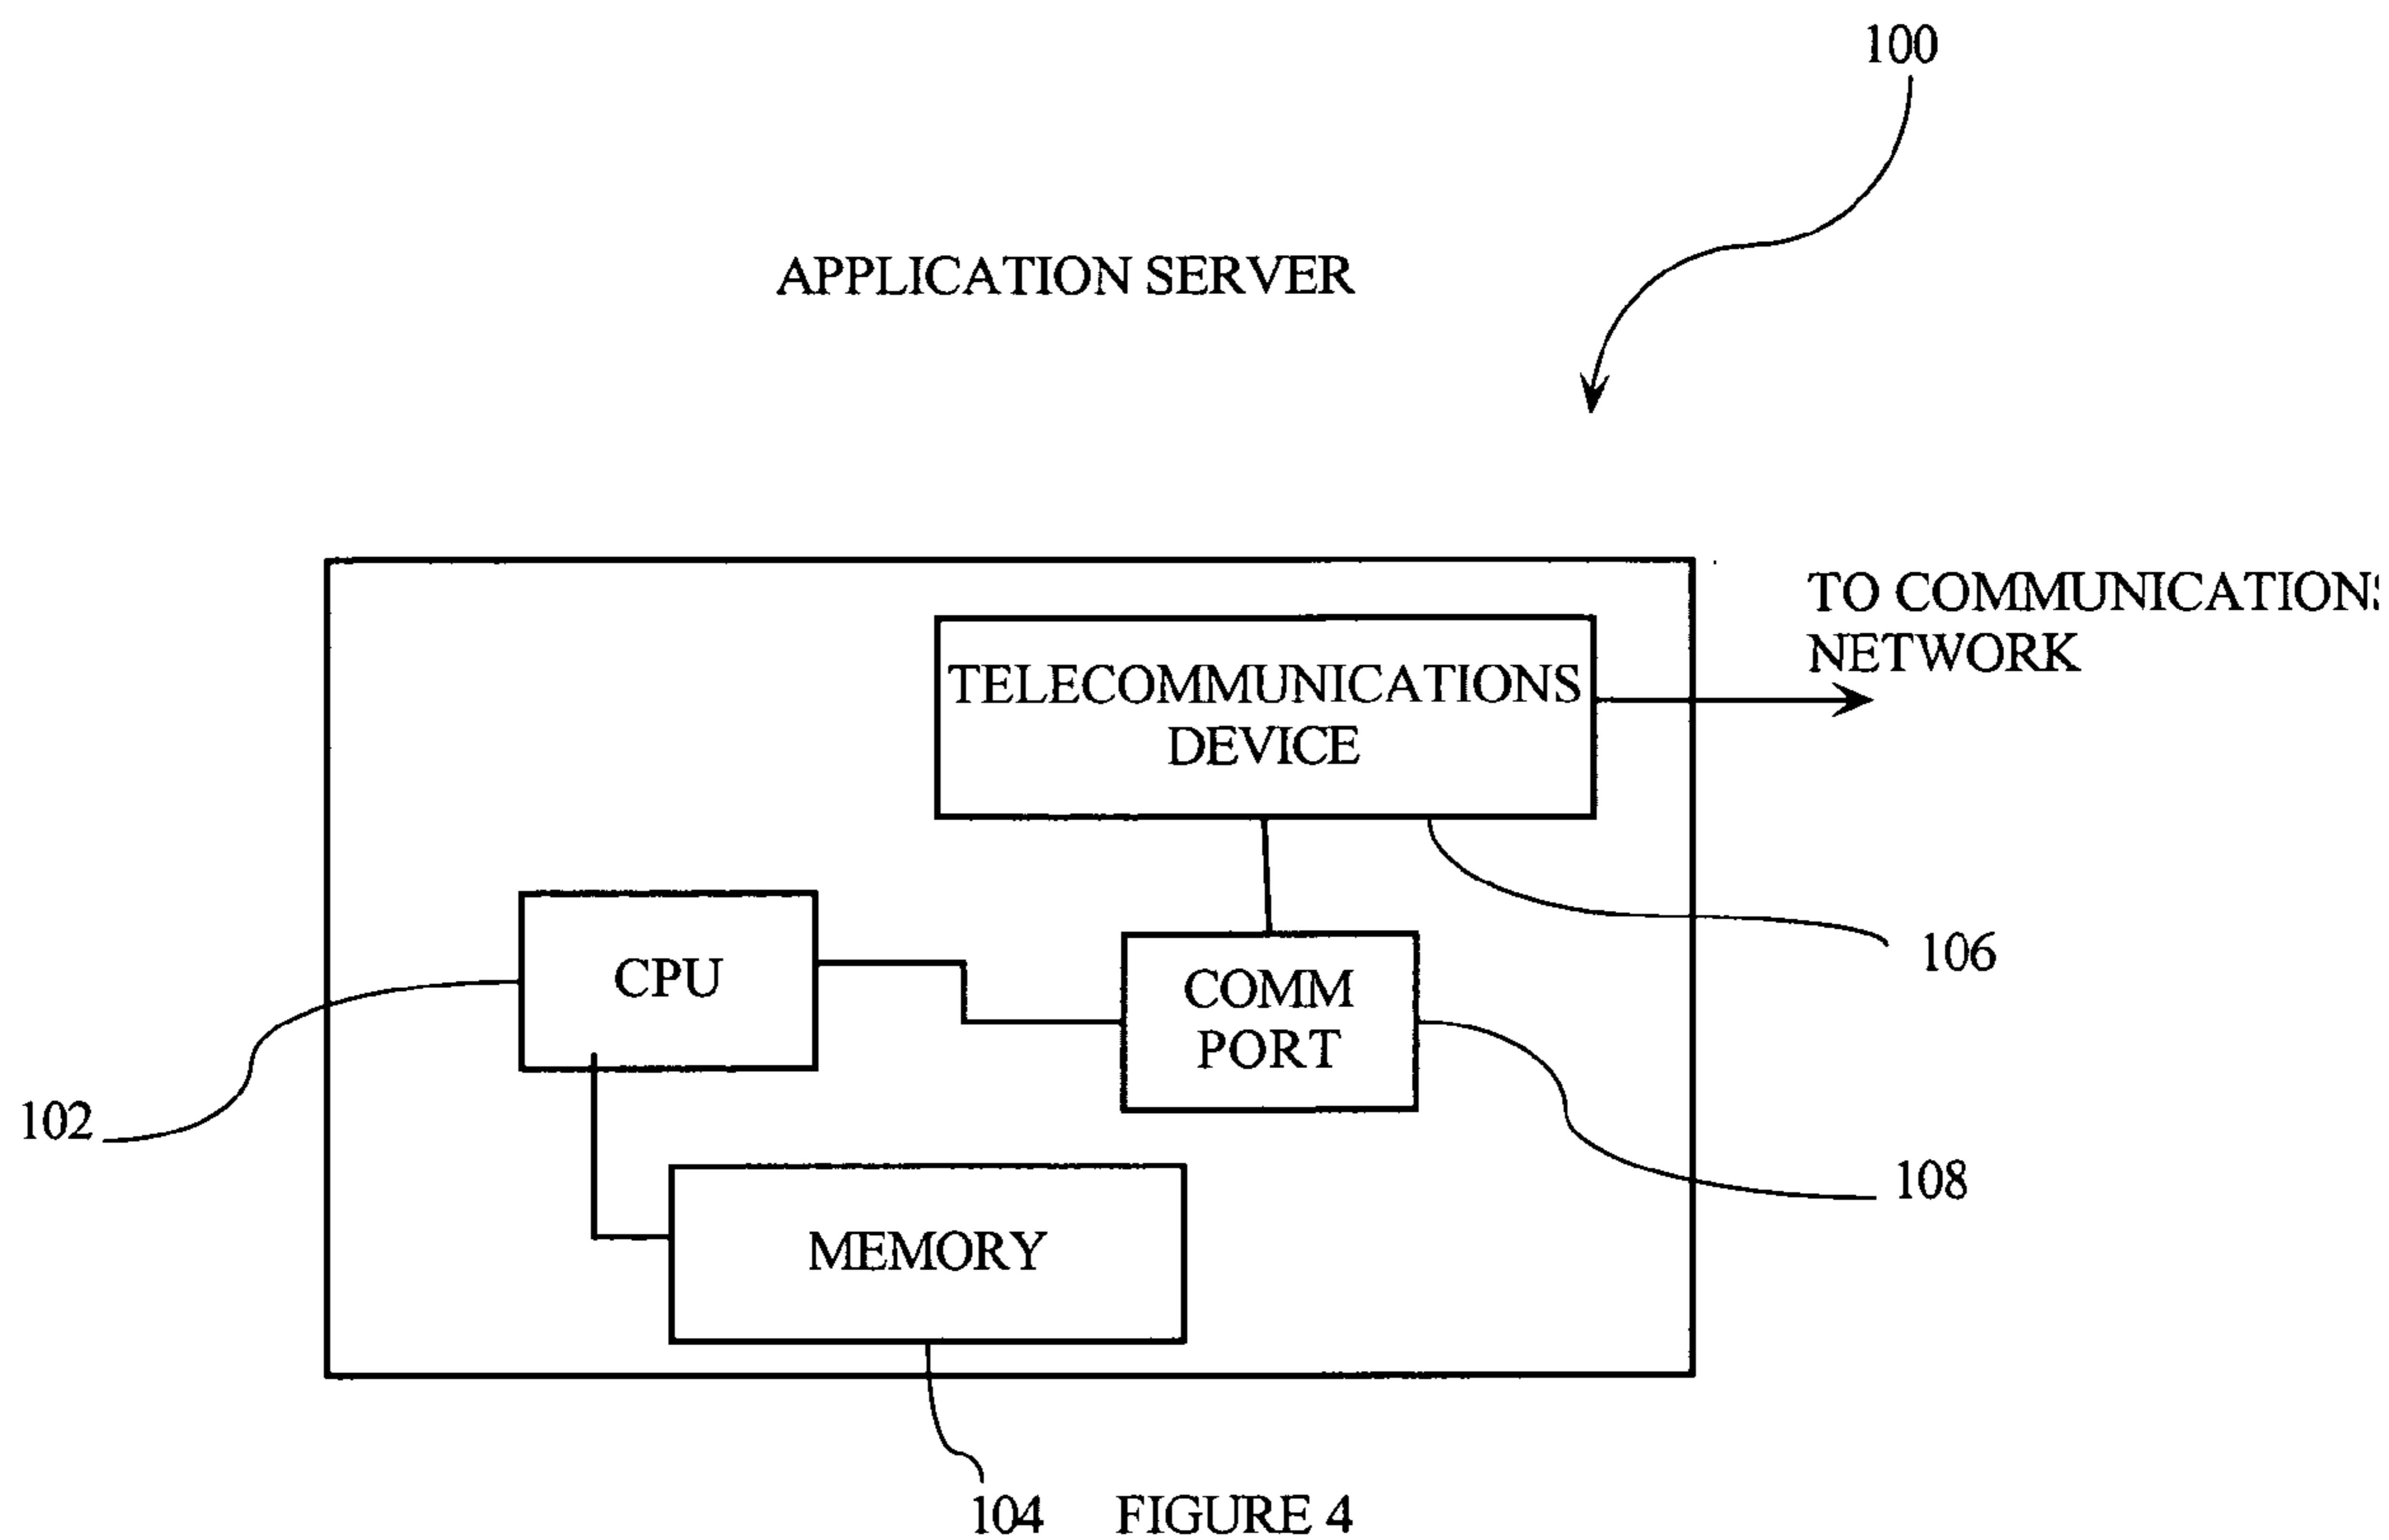 100
APPLICATION SERVER
TO COMMUNICATIONS
NETWORK
TELECOMMUNICATIONS
DEVICE
106
CPU
COMM
PORT
102
108
MEMORY
104
FIGURE 4